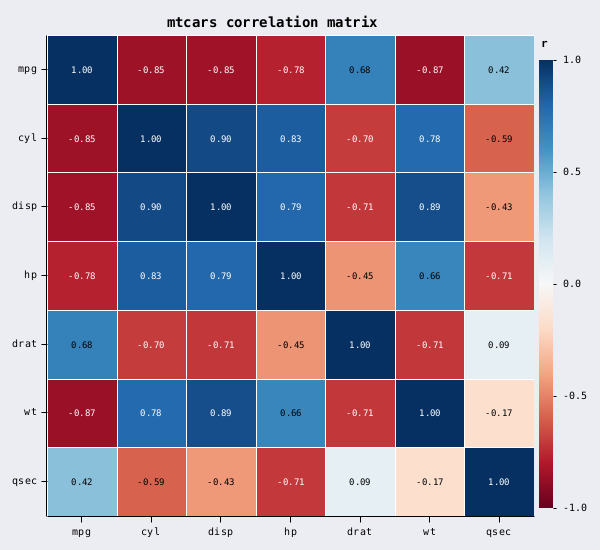 mtcars correlation matrix
r
mpg 1.00 -0.85 -0.85 -0.78 0.68 -0.87 0.42
cyl -0.85 1.00 0.90 0.83 -0.70 0.78 -0.59
disp -0.85 0.90 1.00 0.79 -0.71 0.89 -0.43
hp -0.78 0.83 0.79 1.00 -0.45 0.66 -0.71
drat 0.68 -0.70 -0.71 -0.45 1.00 -0.71 0.09
wt -0.87 0.78 0.89 0.66 -0.71 1.00 -0.17
qsec 0.42 -0.59 -0.43 -0.71 0.09 -0.17 1.00
mpg cyl disp hp drat wt qsec
1.0
0.5
0.0
-0.5
-1.0